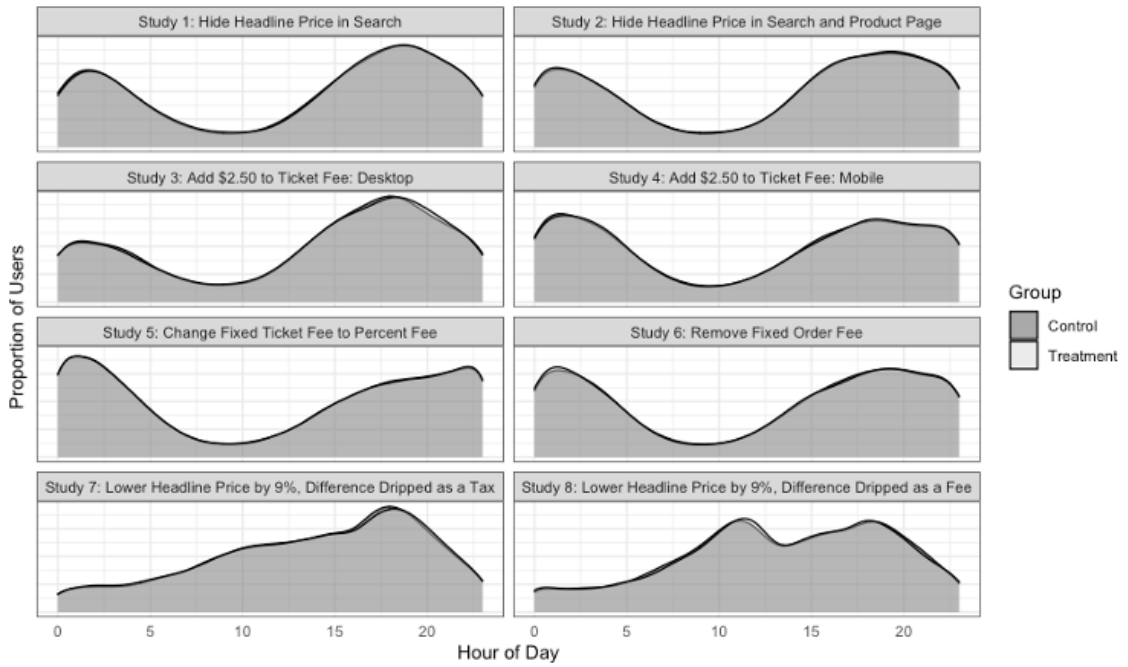 Study 1: Hide Headline Price in Search
Study 2: Hide Headline Price in Search and Product Page
Study 3: Add $2.50 to Ticket Fee: Desktop
Study 4: Add $2.50 to Ticket Fee: Mobile
Study 5: Change Fixed Ticket Fee to Percent Fee
Study 6: Remove Fixed Order Fee
Study 7: Lower Headline Price by 9%, Difference Dripped as a Tax
Study 8: Lower Headline Price by 9%, Difference Dripped as a Fee
Proportion of Users
0 5 10 15 20
0 5 10 15 20
Hour of Day
Group
Control
Treatment